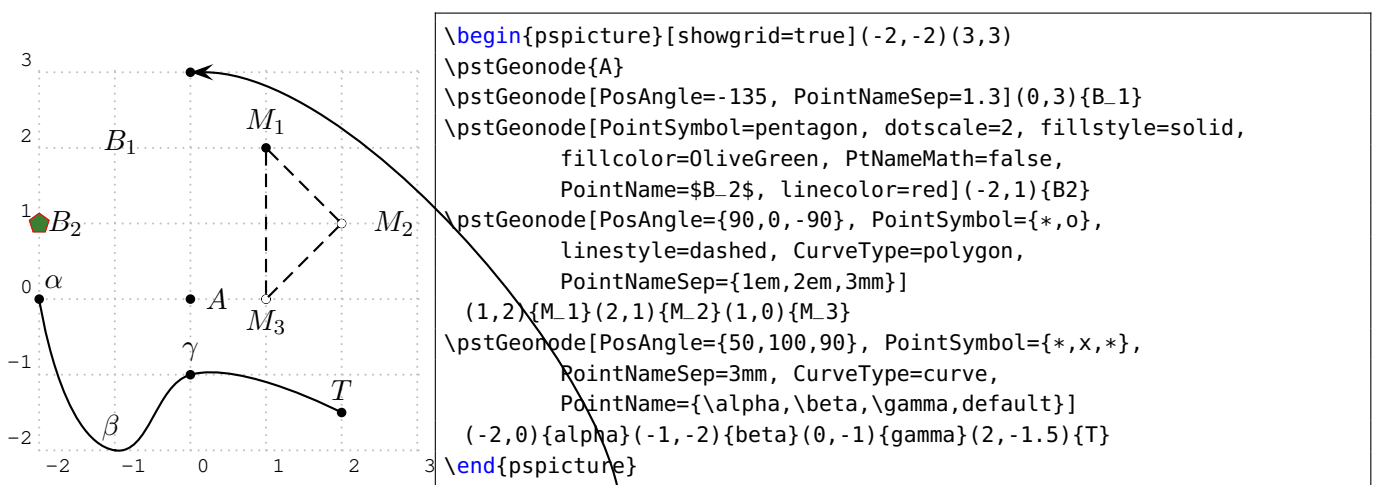 3
2
1
0
−1
−2
−2 −1 0 1 2 3
M1
B1
M2
B2
α
A
M3
γ
T
β
\begin{pspicture}[showgrid=true](-2,-2)(3,3)
\pstGeonode{A}
\pstGeonode[PosAngle=-135, PointNameSep=1.3](0,3){B_1}
\pstGeonode[PointSymbol=pentagon, dotscale=2, fillstyle=solid,
fillcolor=OliveGreen, PtNameMath=false,
PointName=$B_2$, linecolor=red](-2,1){B2}
\pstGeonode[PosAngle={90,0,-90}, PointSymbol={*,o},
linestyle=dashed, CurveType=polygon,
PointNameSep={1em,2em,3mm}]
(1,2){M_1}(2,1){M_2}(1,0){M_3}
\pstGeonode[PosAngle={50,100,90}, PointSymbol={*,x,*},
PointNameSep=3mm, CurveType=curve,
PointName={\alpha,\beta,\gamma,default}]
(-2,0){alpha}(-1,-2){beta}(0,-1){gamma}(2,-1.5){T}
\end{pspicture}